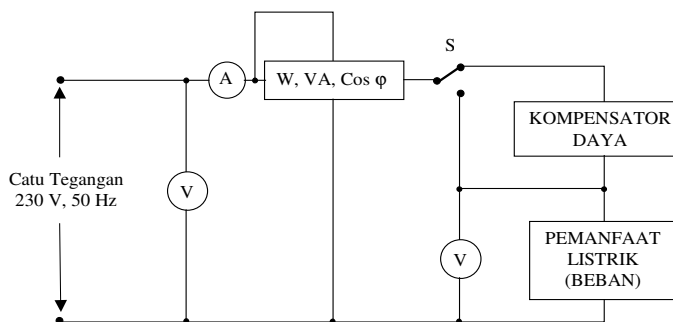 S
A
W, VA, Cos φ
KOMPENSATOR
DAYA
Catu Tegangan
230 V, 50 Hz
V
V
PEMANFAAT
LISTRIK
(BEBAN)